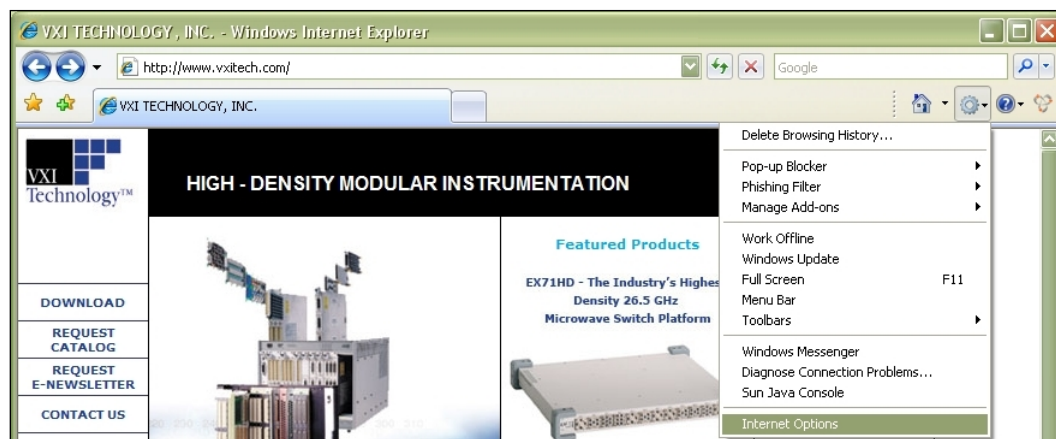 VXI TECHNOLOGY, INC. - Windows Internet Explorer
http://www.vxitech.com/
Google
VXI TECHNOLOGY, INC.
VXI
Technology™
HIGH - DENSITY MODULAR INSTRUMENTATION
DOWNLOAD
REQUEST
CATALOG
REQUEST
E-NEWSLETTER
CONTACT US
Featured Products
EX71HD - The Industry's Highes
Density 26.5 GHz
Microwave Switch Platform
Delete Browsing History...
Pop-up Blocker
Phishing Filter
Manage Add-ons
Work Offline
Windows Update
Full Screen F11
Menu Bar
Toolbars
Windows Messenger
Diagnose Connection Problems...
Sun Java Console
Internet Options